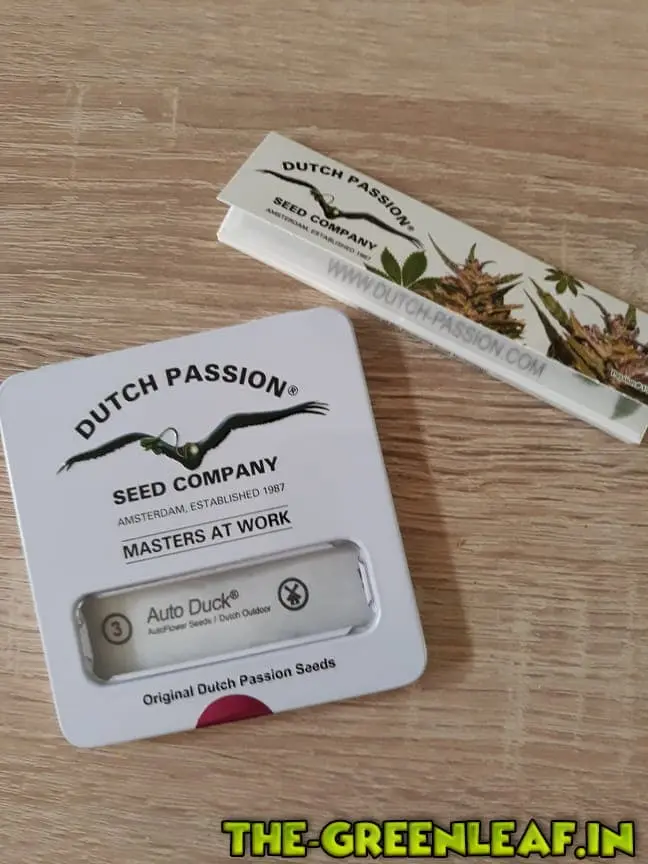 DUTCH PASSION®
SEED COMPANY
AMSTERDAM, ESTABLISHED 1987
WWW.DUTCH-PASSION.COM
DUTCH PASSION®
SEED COMPANY
AMSTERDAM, ESTABLISHED 1987
MASTERS AT WORK
3
Auto Duck®
AutoFlower Seeds / Dutch Outdoor
Original Dutch Passion Seeds
THE-GREENLEAF.IN